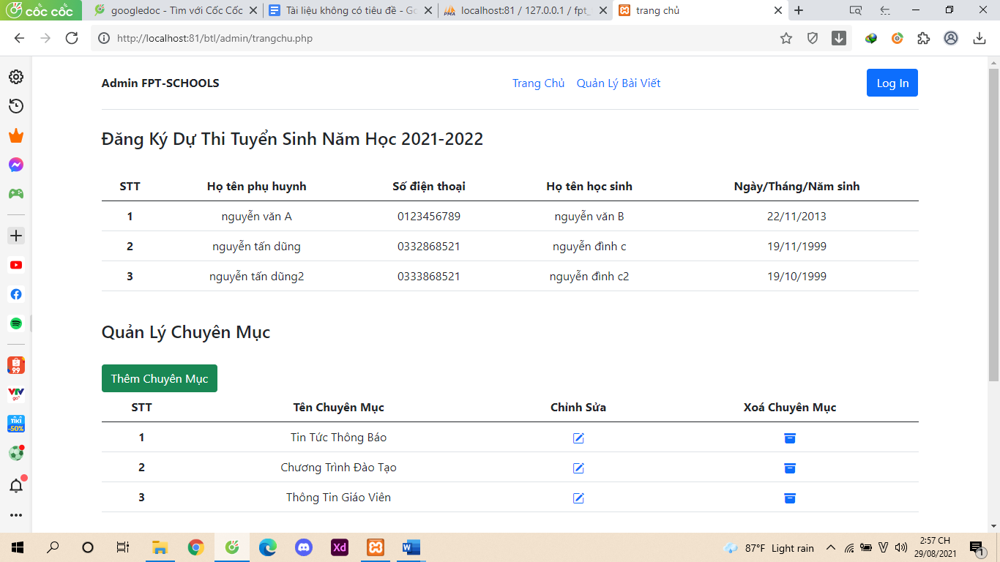 cốc cốc
googledoc - Tìm với Cốc Cốc
Tài liệu không có tiêu đề - Go
localhost:81 / 127.0.0.1 / fpt_
trang chủ
http://localhost:81/btl/admin/trangchu.php
Admin FPT-SCHOOLS
Trang Chủ Quản Lý Bài Viết
Log In
Đăng Ký Dự Thi Tuyển Sinh Năm Học 2021-2022
STT Họ tên phụ huynh Số điện thoại Họ tên học sinh Ngày/Tháng/Năm sinh
1 nguyễn văn A 0123456789 nguyễn văn B 22/11/2013
2 nguyễn tấn dũng 0332868521 nguyễn đình c 19/11/1999
3 nguyễn tấn dũng2 0333868521 nguyễn đình c2 19/10/1999
Quản Lý Chuyên Mục
Thêm Chuyên Mục
STT Tên Chuyên Mục Chỉnh Sửa Xoá Chuyên Mục
1 Tin Tức Thông Báo
2 Chương Trình Đào Tạo
3 Thông Tin Giáo Viên
99
VTV
go
TIKI
-50%
Xd
W
87°F Light rain
2:57 CH
29/08/2021
1